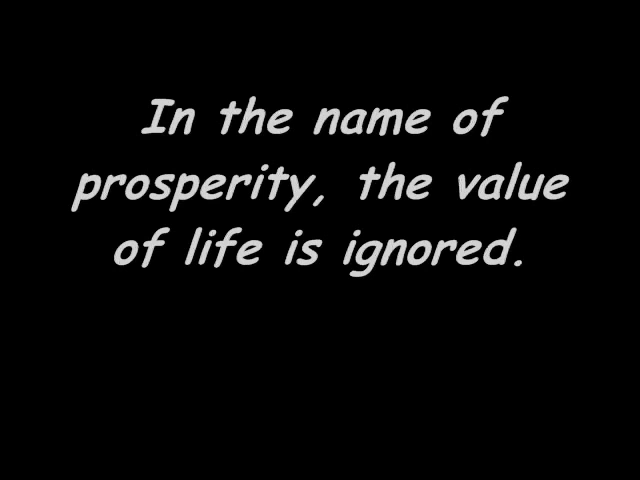 In the name of
prosperity, the value
of life is ignored.